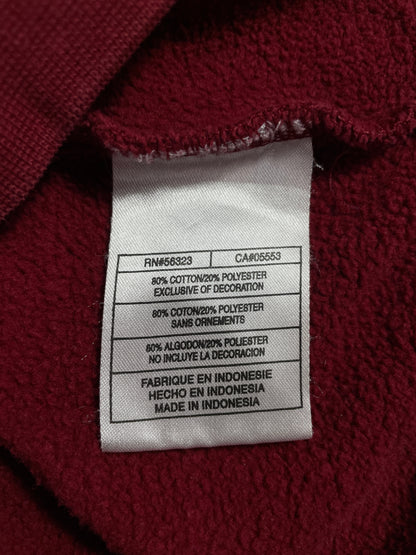 RN#56323 CA#05553
80% COTTON/20% POLYESTER
EXCLUSIVE OF DECORATION
80% COTON/20% POLYESTER
SANS ORNEMENTS
80% ALGODON/20% POLIESTER
NO INCLUYE LA DECORACION
FABRIQUE EN INDONESIE
HECHO EN INDONESIA
MADE IN INDONESIA